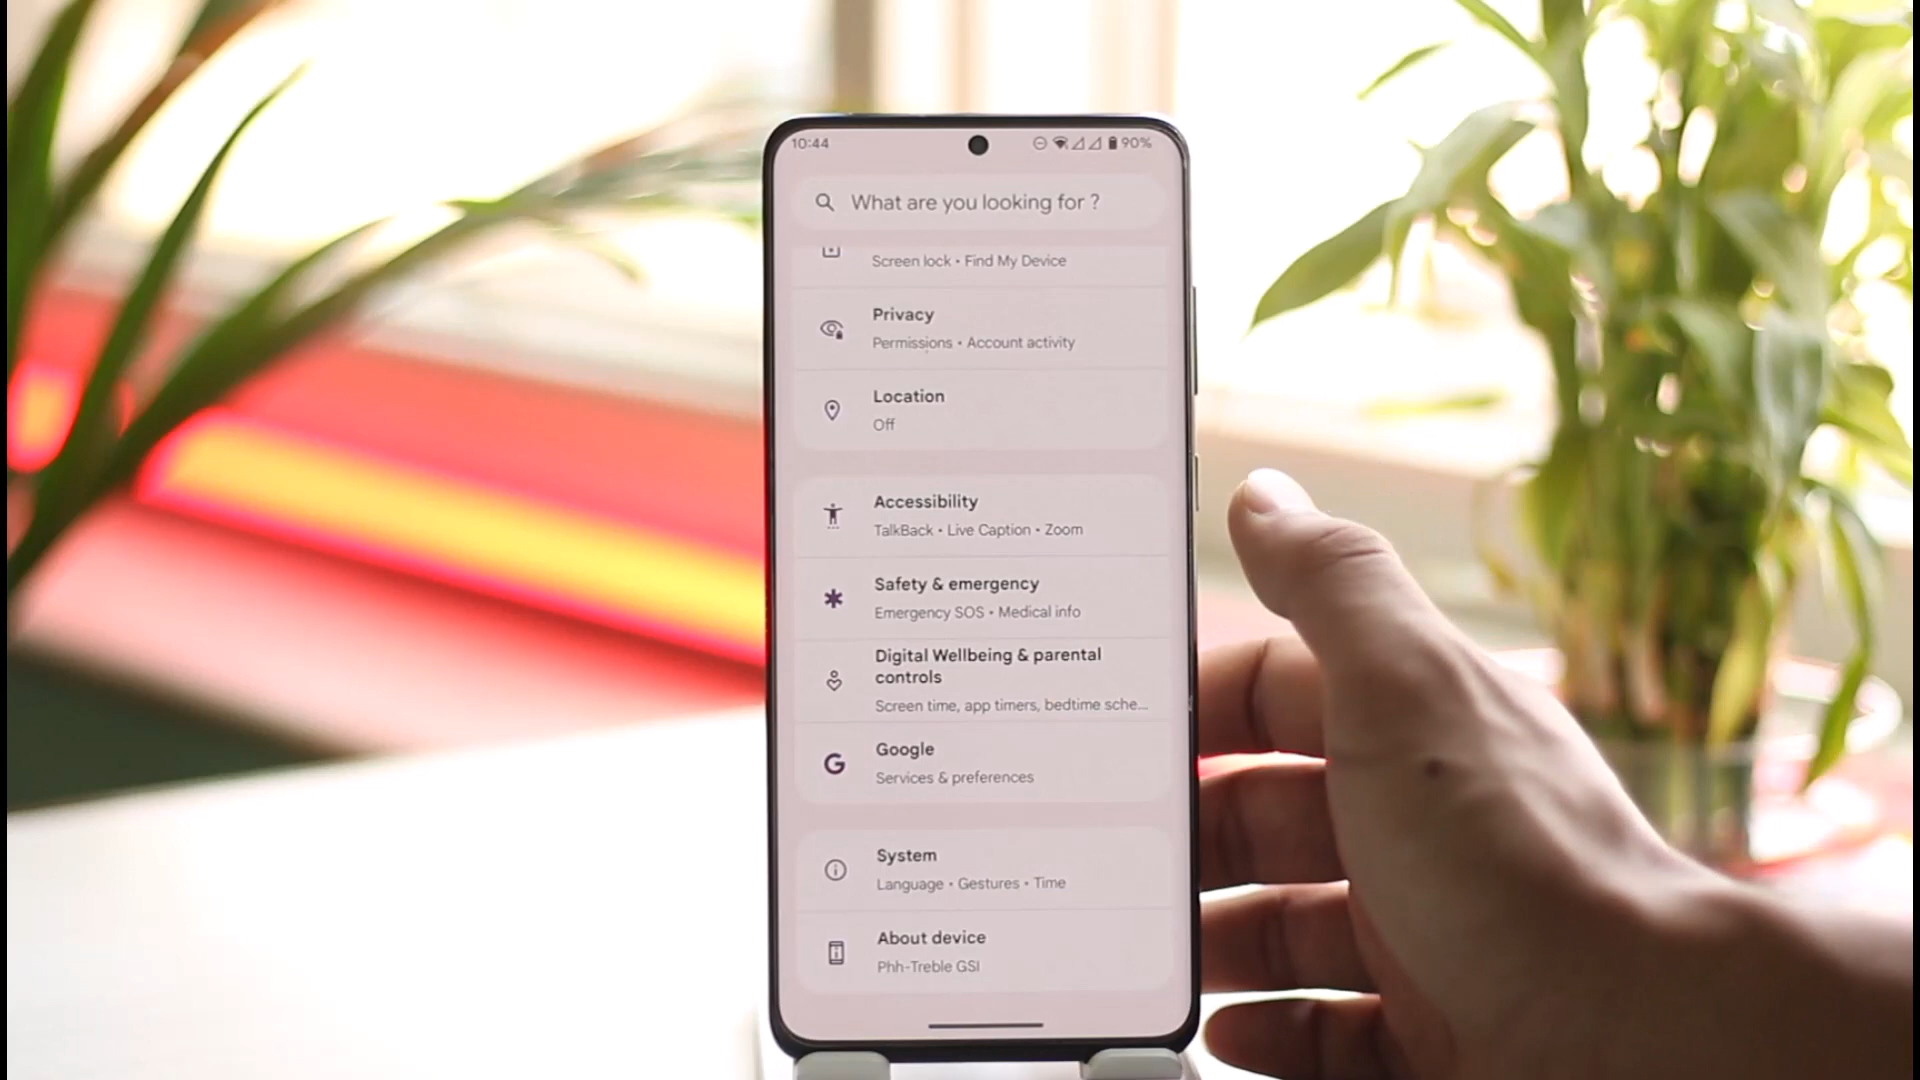 10:44 90%
What are you looking for ?
Screen lock • Find My Device
Privacy
Permissions • Account activity
Location
Off
Accessibility
TalkBack • Live Caption • Zoom
Safety & emergency
Emergency SOS • Medical info
Digital Wellbeing & parental
controls
Screen time, app timers, bedtime sche...
Google
Services & preferences
System
Language • Gestures • Time
About device
Phh-Treble GSI